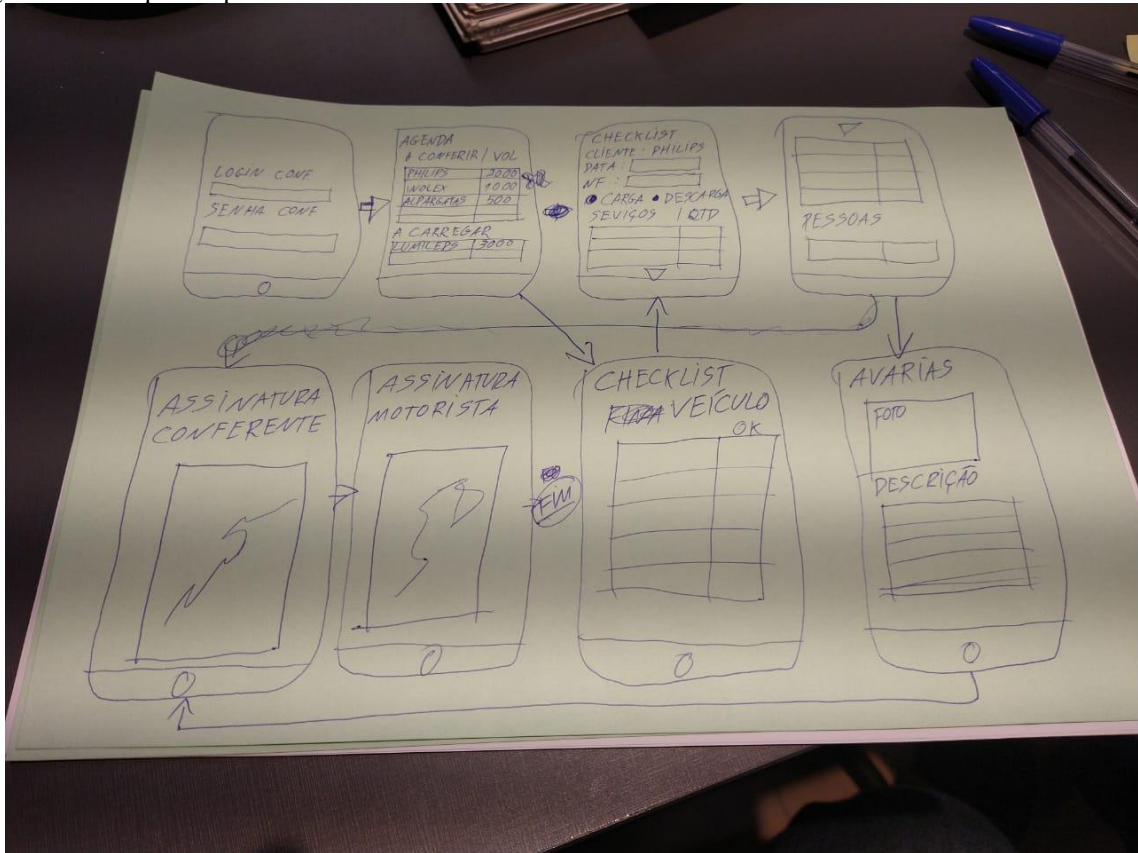 LOGIN CONF
SENHA CONF
AGENDA
A CONFERIR | VOL
PHILIPS 2000
INOLEX 1000
ALPARGATAS 500
A CARREGAR
LUMILEDS 3000
CHECKLIST
CLIENTE: PHILIPS
DATA:
NF:
CARGA DESCARGA
SEVIÇOS | QTD
PESSOAS
ASSINATURA
CONFERENTE
ASSINATURA
MOTORISTA
FIM
CHECKLIST
VEÍCULO
OK
AVARIAS
FOTO
DESCRIÇÃO